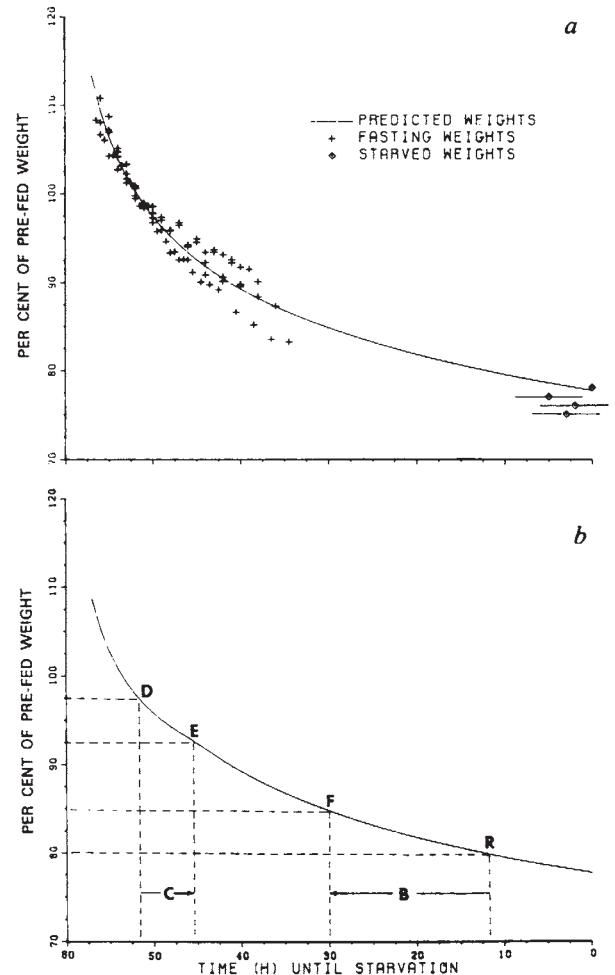 a
120
110
100
90
80
70
PER CENT OF PRE-FED WEIGHT
PREDICTED WEIGHTS
+ FASTING WEIGHTS
STARVED WEIGHTS
b
120
110
100
90
80
70
PER CENT OF PRE-FED WEIGHT
D
E
F
R
C
B
60 50 40 30 20 10 0
TIME (H) UNTIL STARVATION